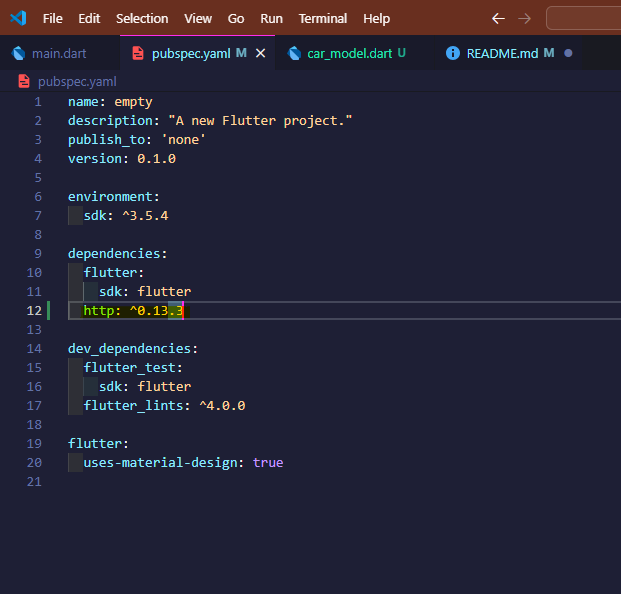 File Edit Selection View Go Run Terminal Help
main.dart pubspec.yaml M car_model.dart U README.md M
pubspec.yaml
1 name: empty
2 description: "A new Flutter project."
3 publish_to: 'none'
4 version: 0.1.0
5
6 environment:
7   sdk: ^3.5.4
8
9 dependencies:
10   flutter:
11     sdk: flutter
12   http: ^0.13.3
13
14 dev_dependencies:
15   flutter_test:
16     sdk: flutter
17   flutter_lints: ^4.0.0
18
19 flutter:
20   uses-material-design: true
21